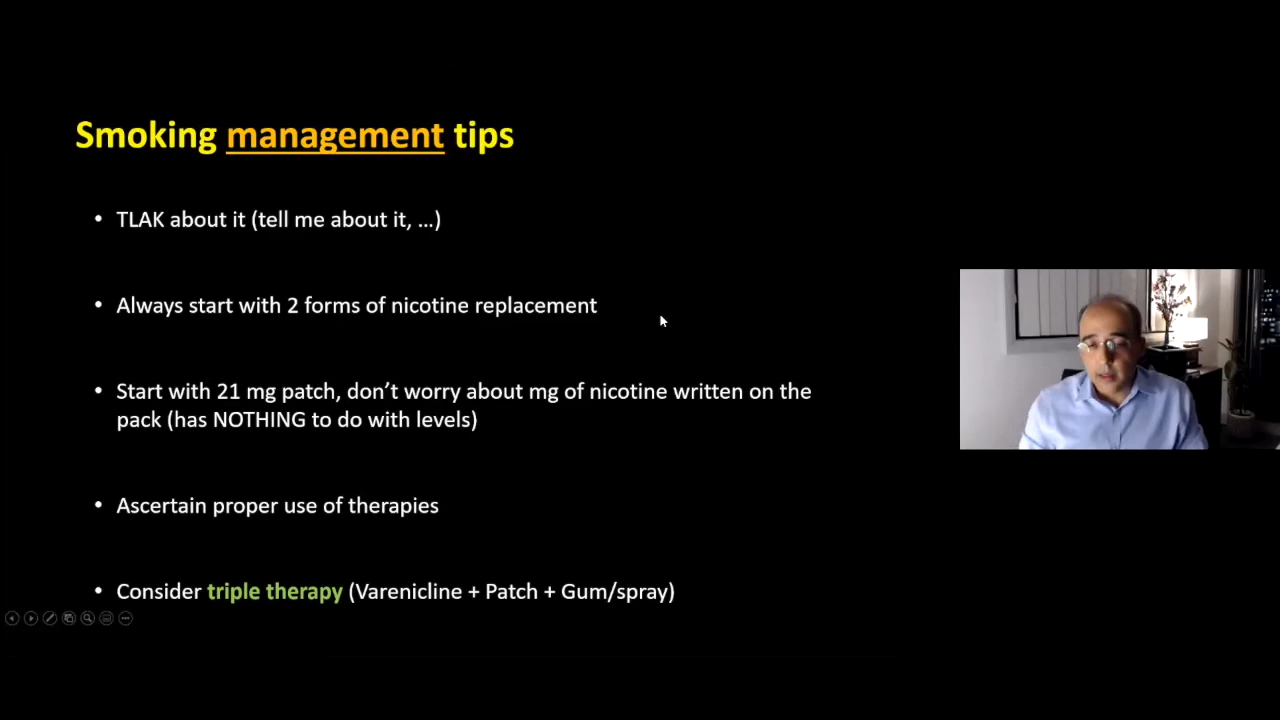 Smoking management tips
• TLAK about it (tell me about it, ...)
• Always start with 2 forms of nicotine replacement
• Start with 21 mg patch, don’t worry about mg of nicotine written on the
pack (has NOTHING to do with levels)
• Ascertain proper use of therapies
• Consider triple therapy (Varenicline + Patch + Gum/spray)